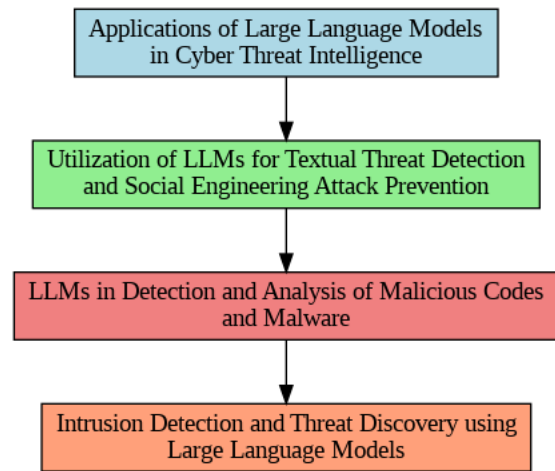 Applications of Large Language Models
in Cyber Threat Intelligence
Utilization of LLMs for Textual Threat Detection
and Social Engineering Attack Prevention
LLMs in Detection and Analysis of Malicious Codes
and Malware
Intrusion Detection and Threat Discovery using
Large Language Models